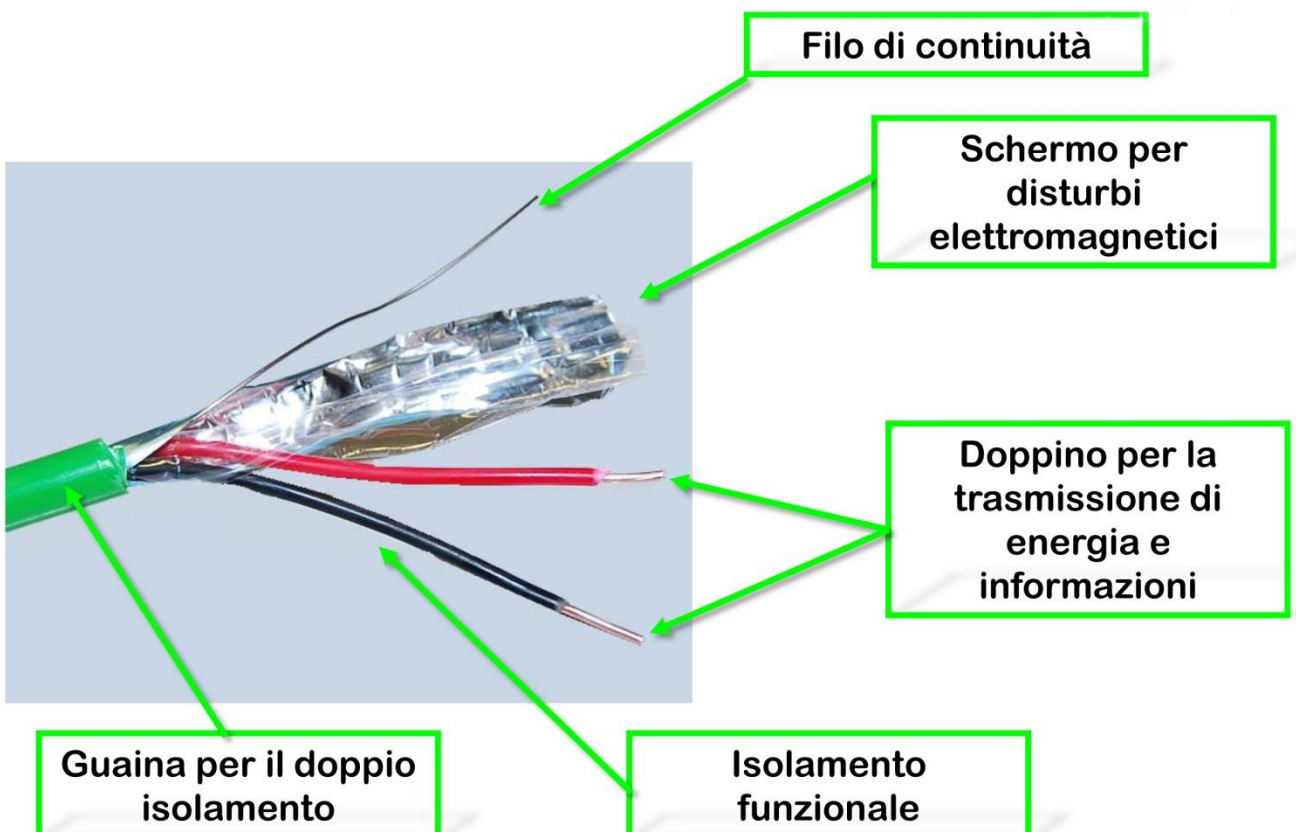 Filo di continuità
Schermo per
disturbi
elettromagnetici
Doppino per la
trasmissione di
energia e
informazioni
Guaina per il doppio
isolamento
Isolamento
funzionale